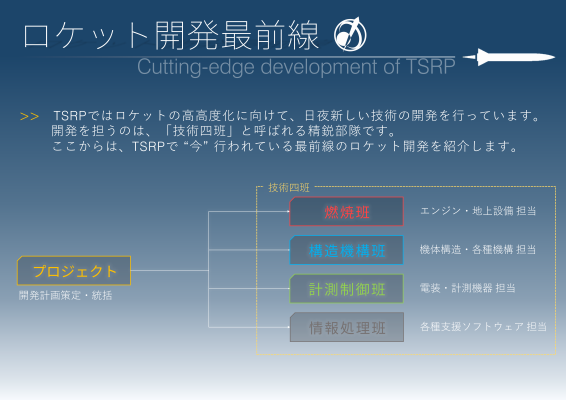 ロケット開発最前線
Cutting-edge development of TSRP
>> TSRPではロケットの高高度化に向けて、日夜新しい技術の開発を行っています。
開発を担うのは、「技術四班」と呼ばれる精鋭部隊です。
ここからは、TSRPで “今” 行われている最前線のロケット開発を紹介します。
技術四班
燃焼班 エンジン・地上設備 担当
構造機構班 機体構造・各種機構 担当
プロジェクト
開発計画策定・統括
計測制御班 電装・計測機器 担当
情報処理班 各種支援ソフトウェア 担当